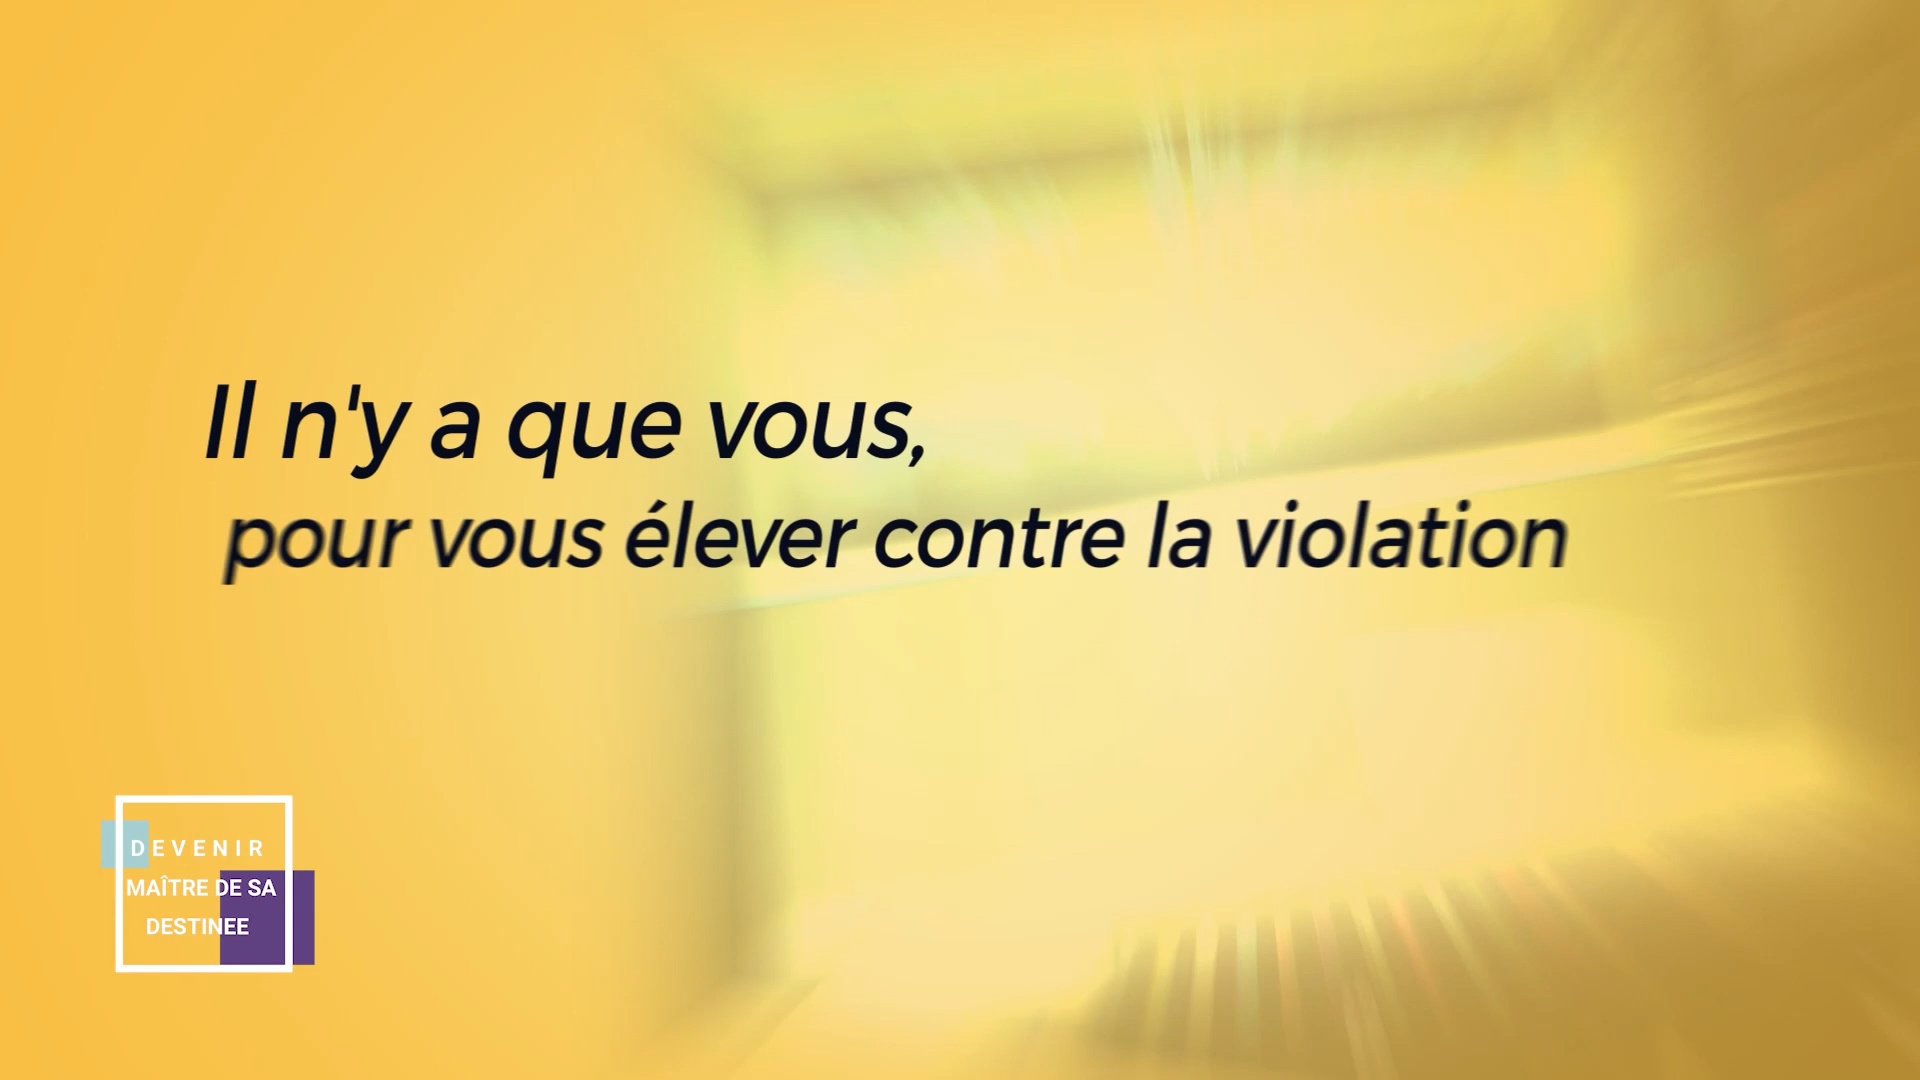 Il n'y a que vous,
pour vous élever contre la violation
DEVENIR
MAÎTRE DE SA
DESTINEE